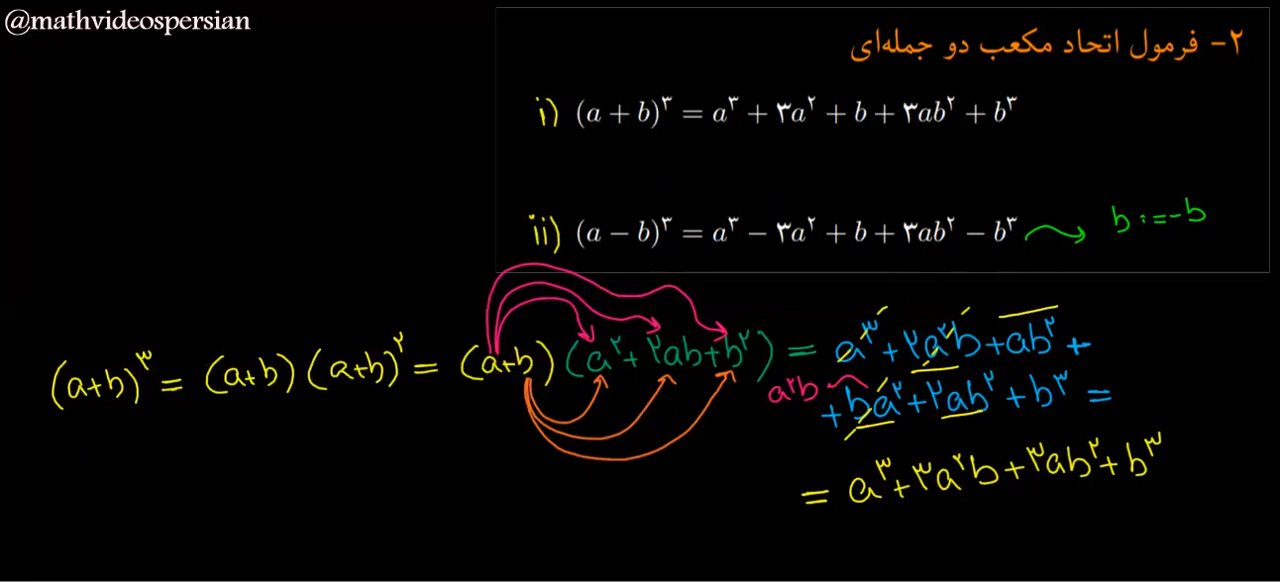 @mathvideospersian
۲- فرمول اتحاد مکعب دو جمله‌ای
i) (a + b)^۳ = a^۳ + ۳a^۲ + b + ۳ab^۲ + b^۳
ii) (a − b)^۳ = a^۳ − ۳a^۲ + b + ۳ab^۲ − b^۳
b := -b
(a+b)^۳ = (a+b)(a+b)^۲ = (a+b)(a^۲+۲ab+b^۲) = a^۳+۲a^۲b+ab^۲+
a^۲b
+ba^۲+۲ab^۲+b^۳ =
= a^۳+۳a^۲b+۳ab^۲+b^۳